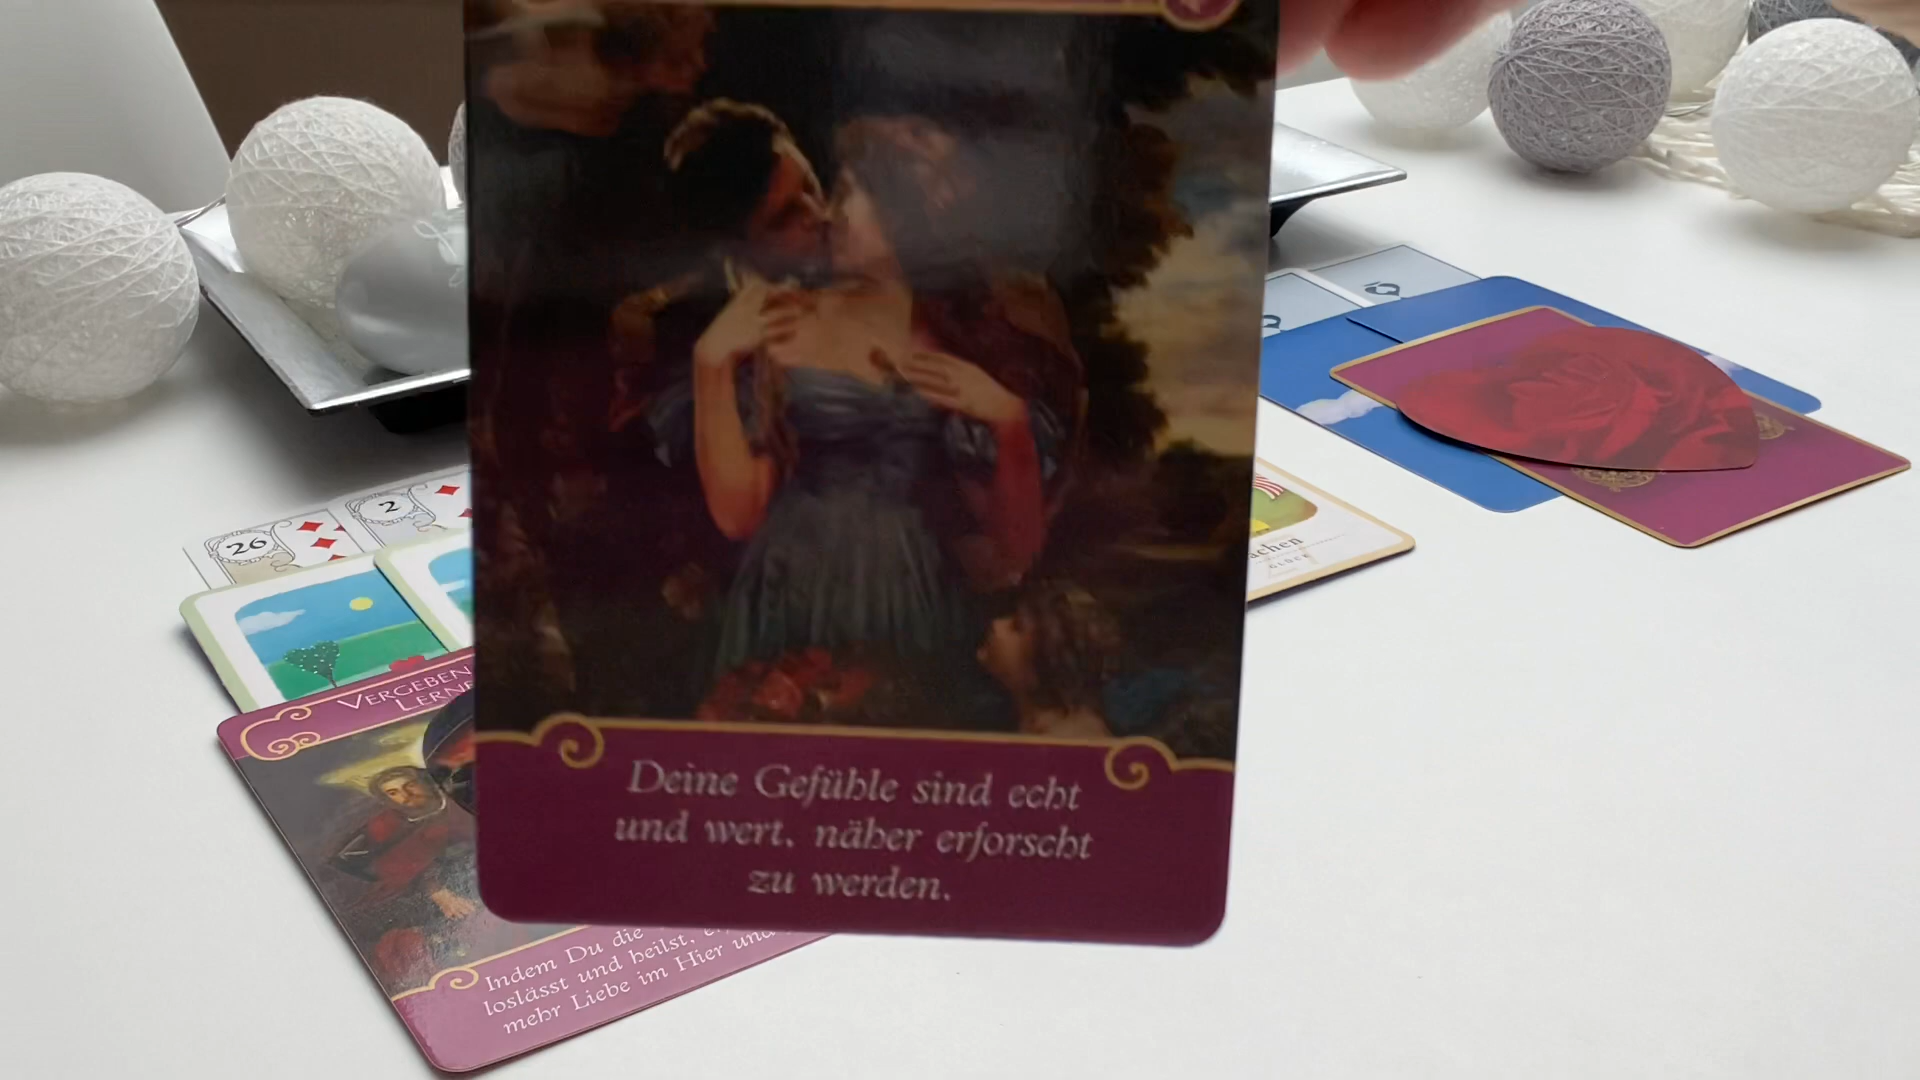 Deine Gefühle sind echt
und wert, näher erforscht
zu werden.
26
2
VERGEBEN
Indem Du die
loslässt und heilst,
mehr Liebe im Hier und